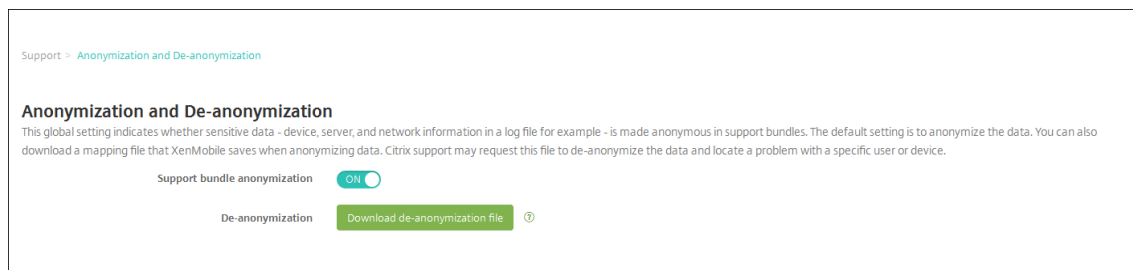 Support > Anonymization and De-anonymization
Anonymization and De-anonymization
This global setting indicates whether sensitive data - device, server, and network information in a log file for example - is made anonymous in support bundles. The default setting is to anonymize the data. You can also
download a mapping file that XenMobile saves when anonymizing data. Citrix support may request this file to de-anonymize the data and locate a problem with a specific user or device.
Support bundle anonymization ON
De-anonymization Download de-anonymization file ?